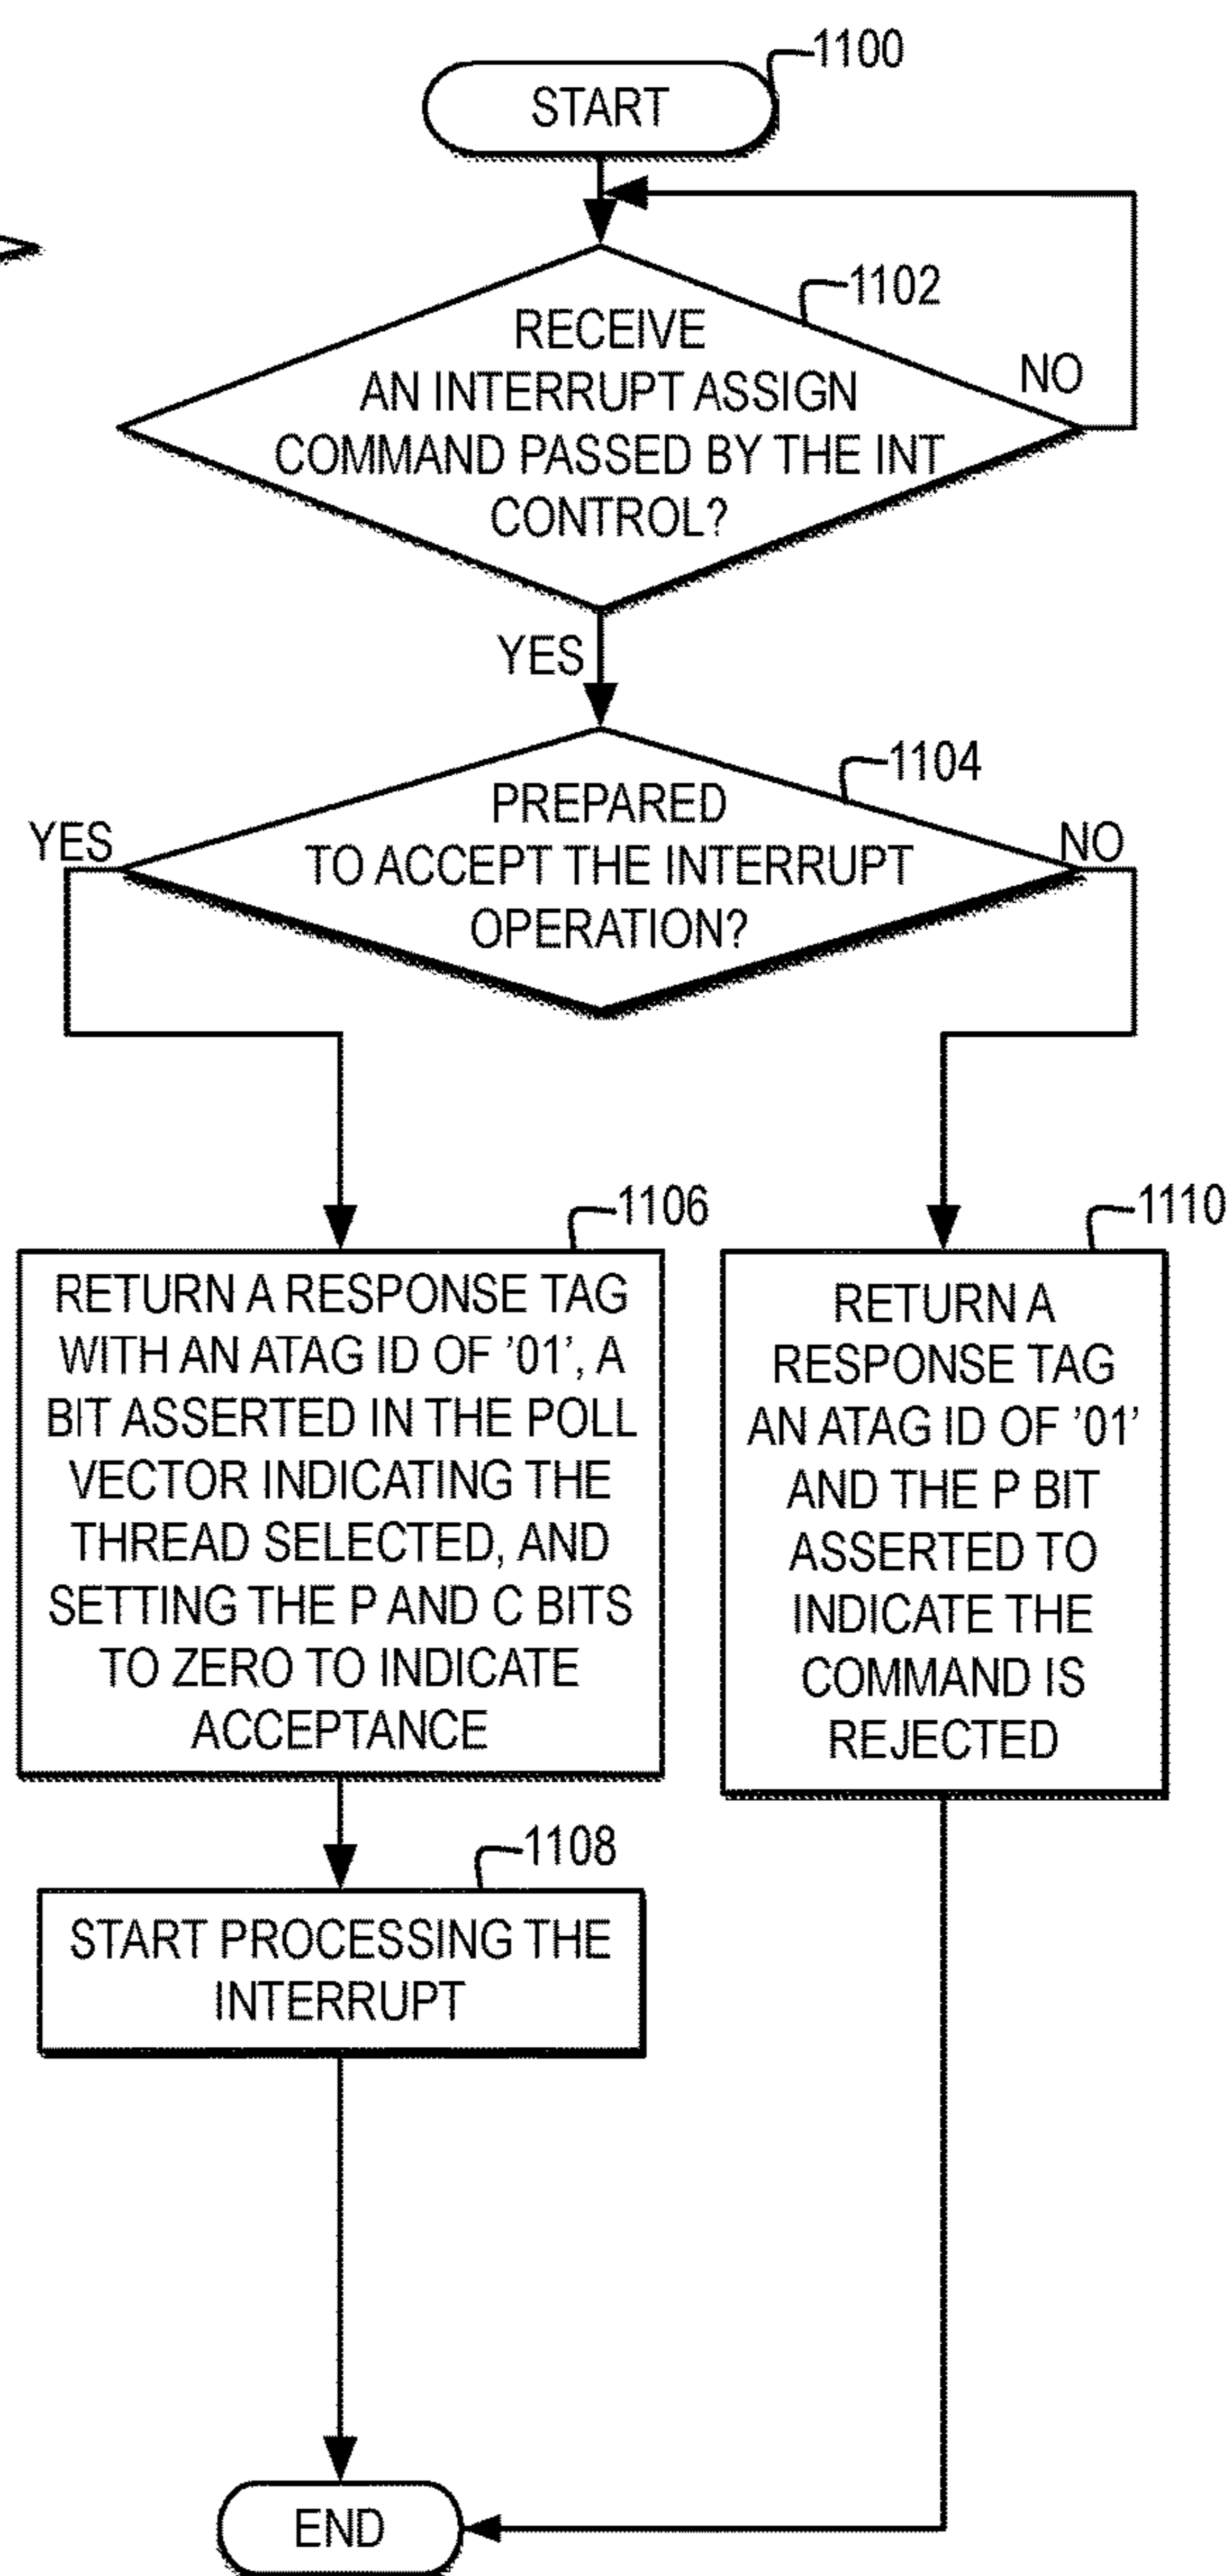 1100
START
1102
RECEIVE
AN INTERRUPT ASSIGN
COMMAND PASSED BY THE INT
CONTROL?
NO
YES
1104
PREPARED
TO ACCEPT THE INTERRUPT
OPERATION?
YES
NO
1106
RETURN A RESPONSE TAG
WITH AN ATAG ID OF '01', A
BIT ASSERTED IN THE POLL
VECTOR INDICATING THE
THREAD SELECTED, AND
SETTING THE P AND C BITS
TO ZERO TO INDICATE
ACCEPTANCE
1110
RETURN A
RESPONSE TAG
AN ATAG ID OF '01'
AND THE P BIT
ASSERTED TO
INDICATE THE
COMMAND IS
REJECTED
1108
START PROCESSING THE
INTERRUPT
END